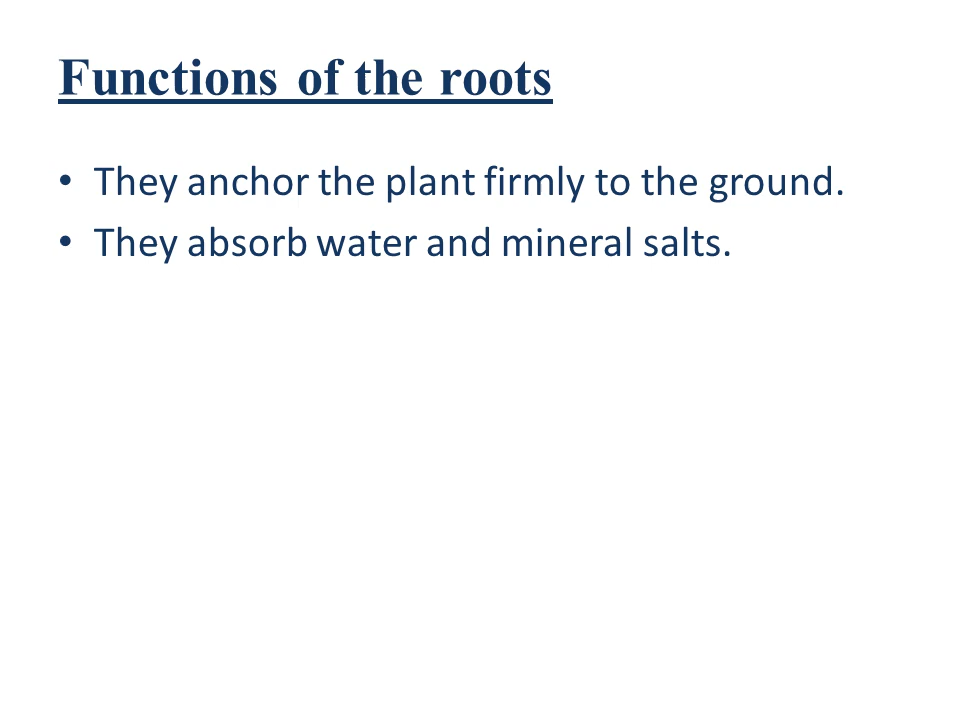 Functions of the roots
• They anchor the plant firmly to the ground.
• They absorb water and mineral salts.